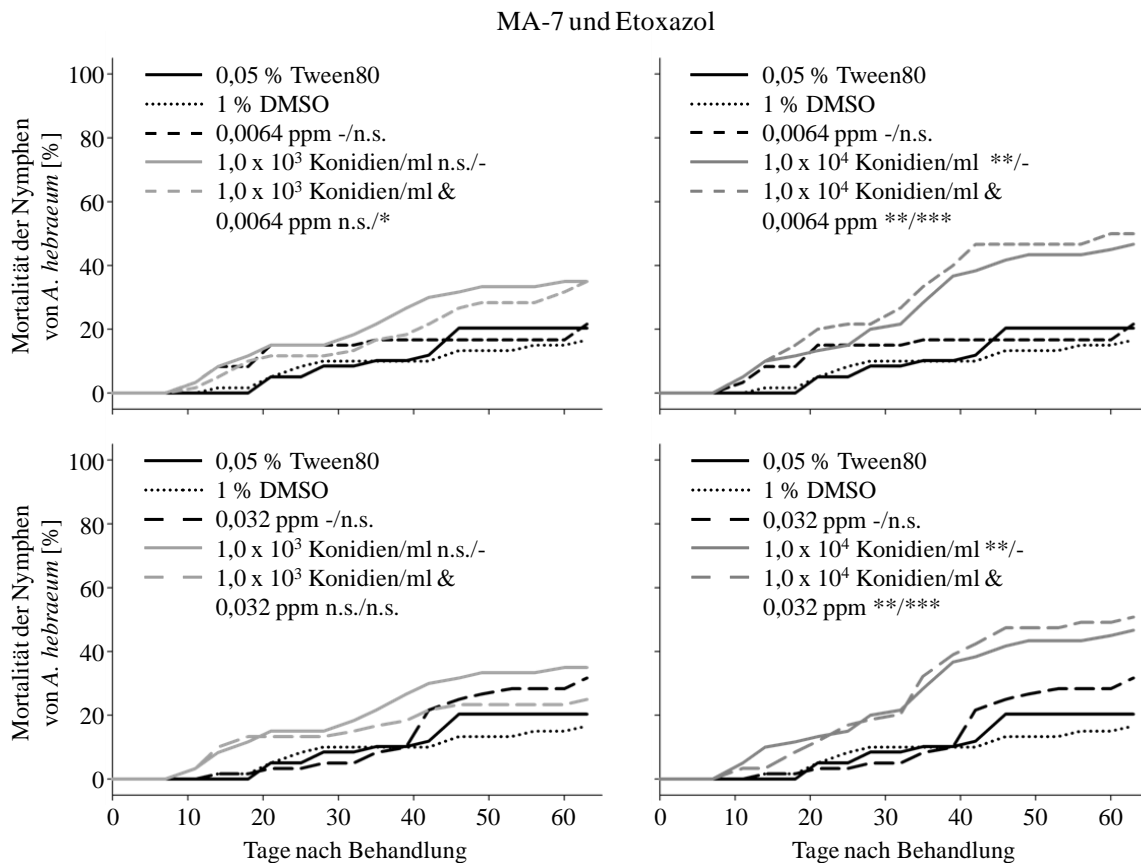 MA-7 und Etoxazol
Mortalität der Nymphen
von A. hebraeum [%]
100
80
60
40
20
0
0,05 % Tween80
1 % DMSO
0,0064 ppm -/n.s.
1,0 x 10³ Konidien/ml n.s./-
1,0 x 10³ Konidien/ml &
0,0064 ppm n.s./*
0,05 % Tween80
1 % DMSO
0,0064 ppm -/n.s.
1,0 x 10⁴ Konidien/ml **/-
1,0 x 10⁴ Konidien/ml &
0,0064 ppm **/***
Mortalität der Nymphen
von A. hebraeum [%]
100
80
60
40
20
0
0,05 % Tween80
1 % DMSO
0,032 ppm -/n.s.
1,0 x 10³ Konidien/ml n.s./-
1,0 x 10³ Konidien/ml &
0,032 ppm n.s./n.s.
0 10 20 30 40 50 60
Tage nach Behandlung
0,05 % Tween80
1 % DMSO
0,032 ppm -/n.s.
1,0 x 10⁴ Konidien/ml **/-
1,0 x 10⁴ Konidien/ml &
0,032 ppm **/***
0 10 20 30 40 50 60
Tage nach Behandlung